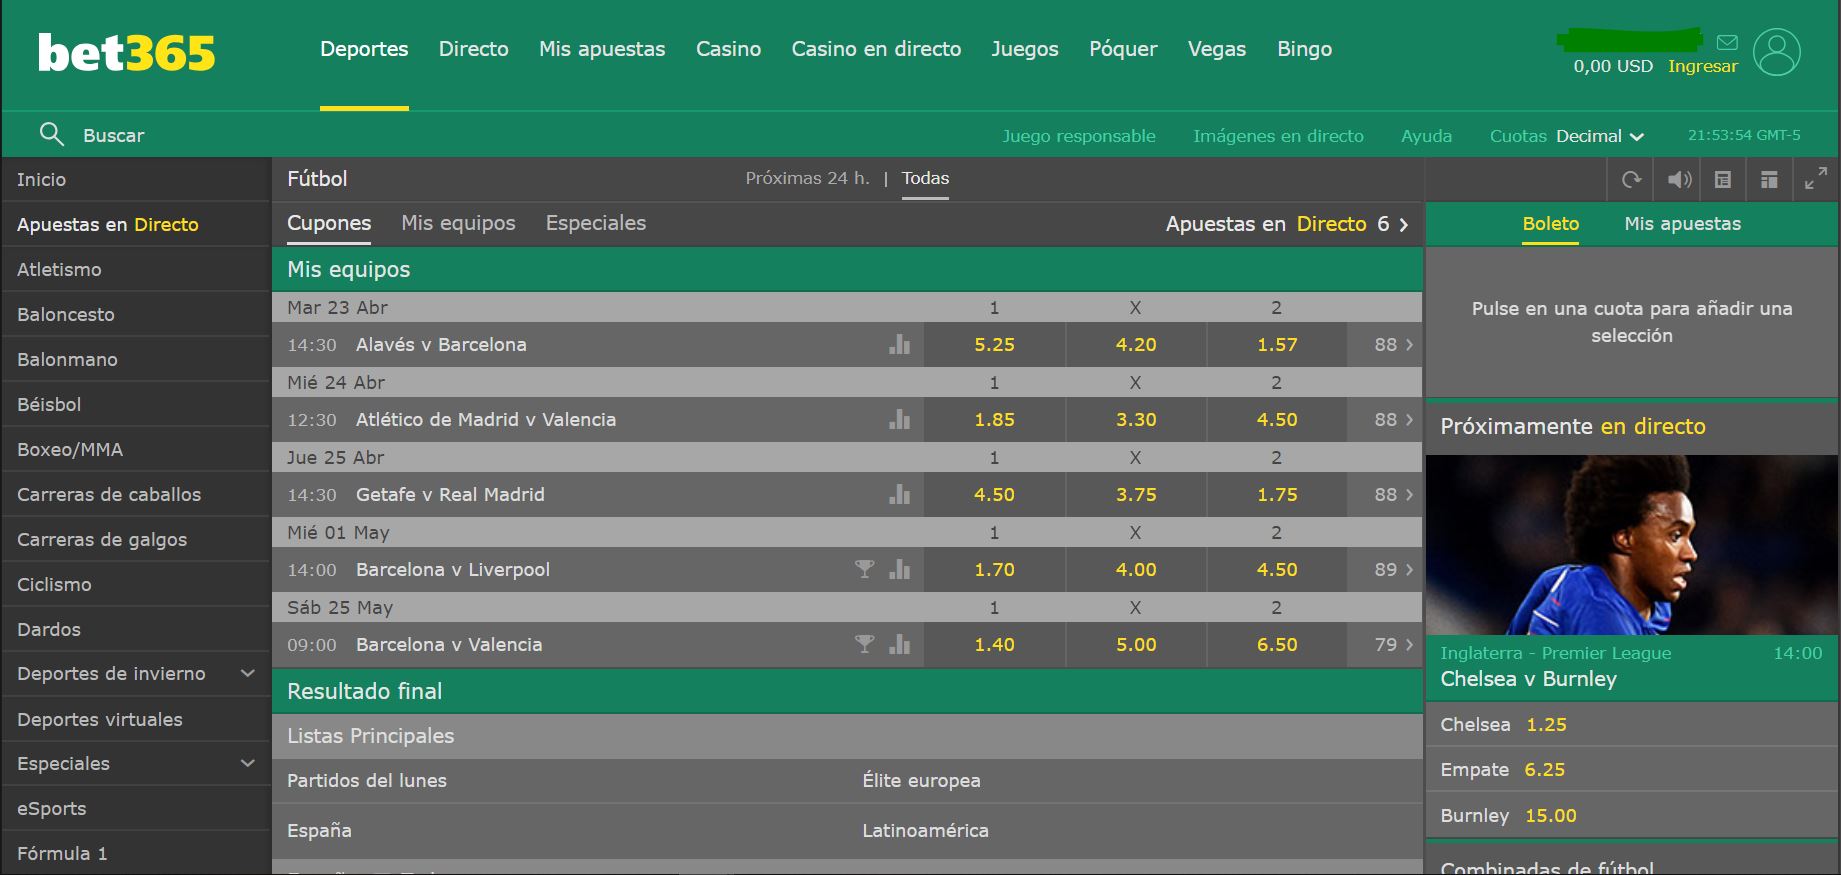 bet365
Deportes Directo Mis apuestas Casino Casino en directo Juegos Póquer Vegas Bingo
0,00 USD Ingresar
Buscar
Juego responsable Imágenes en directo Ayuda Cuotas Decimal 21:53:54 GMT-5
Inicio
Apuestas en Directo
Atletismo
Baloncesto
Balonmano
Béisbol
Boxeo/MMA
Carreras de caballos
Carreras de galgos
Ciclismo
Dardos
Deportes de invierno
Deportes virtuales
Especiales
eSports
Fórmula 1
Fútbol Próximas 24 h. | Todas
Cupones Mis equipos Especiales Apuestas en Directo 6
Mis equipos
Mar 23 Abr 1 X 2
14:30 Alavés v Barcelona 5.25 4.20 1.57 88
Mié 24 Abr 1 X 2
12:30 Atlético de Madrid v Valencia 1.85 3.30 4.50 88
Jue 25 Abr 1 X 2
14:30 Getafe v Real Madrid 4.50 3.75 1.75 88
Mié 01 May 1 X 2
14:00 Barcelona v Liverpool 1.70 4.00 4.50 89
Sáb 25 May 1 X 2
09:00 Barcelona v Valencia 1.40 5.00 6.50 79
Resultado final
Listas Principales
Partidos del lunes Élite europea
España Latinoamérica
Boleto Mis apuestas
Pulse en una cuota para añadir una
selección
Próximamente en directo
Inglaterra - Premier League 14:00
Chelsea v Burnley
Chelsea 1.25
Empate 6.25
Burnley 15.00
Combinadas de fútbol